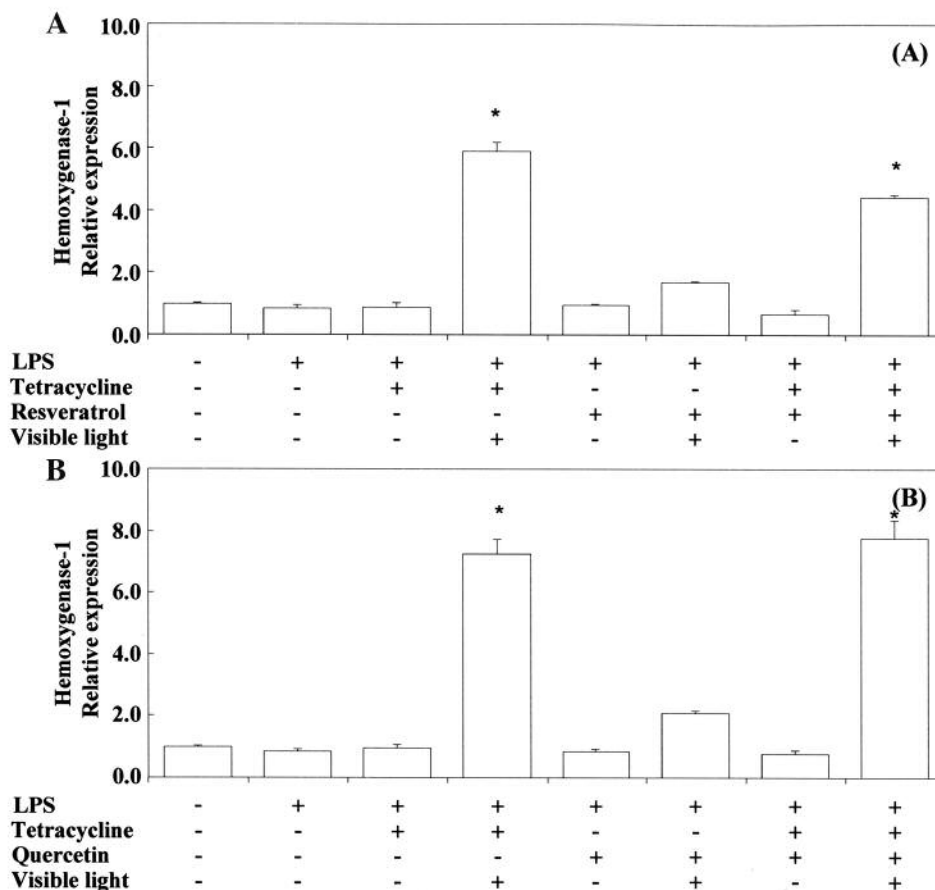 A
(A)
10.0
8.0
6.0
4.0
2.0
0.0
Hemoxygenase-1
Relative expression
*
*
LPS - + + + + + + +
Tetracycline - - + + - - + +
Resveratrol - - - - + + + +
Visible light - - - + - + - +
B
(B)
10.0
8.0
6.0
4.0
2.0
0.0
Hemoxygenase-1
Relative expression
*
*
LPS - + + + + + + +
Tetracycline - - + + - - + +
Quercetin - - - - + + + +
Visible light - - - + - + - +